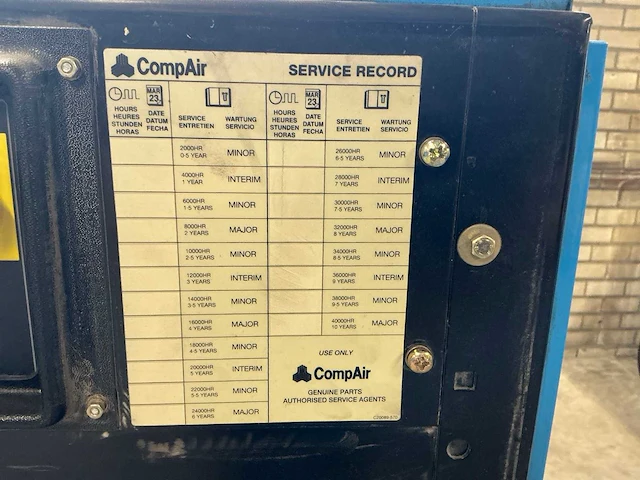 CompAir SERVICE RECORD
MAR 23 MAR 23
HOURS HEURES STUNDEN HORAS
DATE DATUM FECHA
SERVICE ENTRETIEN
WARTUNG SERVICIO
HOURS HEURES STUNDEN HORAS
DATE DATUM FECHA
SERVICE ENTRETIEN
WARTUNG SERVICIO
2000HR
0-5 YEAR MINOR
4000HR
1 YEAR INTERIM
6000HR
1-5 YEARS MINOR
8000HR
2 YEARS MAJOR
10000HR
2-5 YEARS MINOR
12000HR
3 YEARS INTERIM
14000HR
3-5 YEARS MINOR
16000HR
4 YEARS MAJOR
18000HR
4-5 YEARS MINOR
20000HR
5 YEARS INTERIM
22000HR
5-5 YEARS MINOR
24000HR
6 YEARS MAJOR
26000HR
6-5 YEARS MINOR
28000HR
7 YEARS INTERIM
30000HR
7-5 YEARS MINOR
32000HR
8 YEARS MAJOR
34000HR
8-5 YEARS MINOR
36000HR
9 YEARS INTERIM
38000HR
9-5 YEARS MINOR
40000HR
10 YEARS MAJOR
USE ONLY
CompAir
GENUINE PARTS
AUTHORISED SERVICE AGENTS